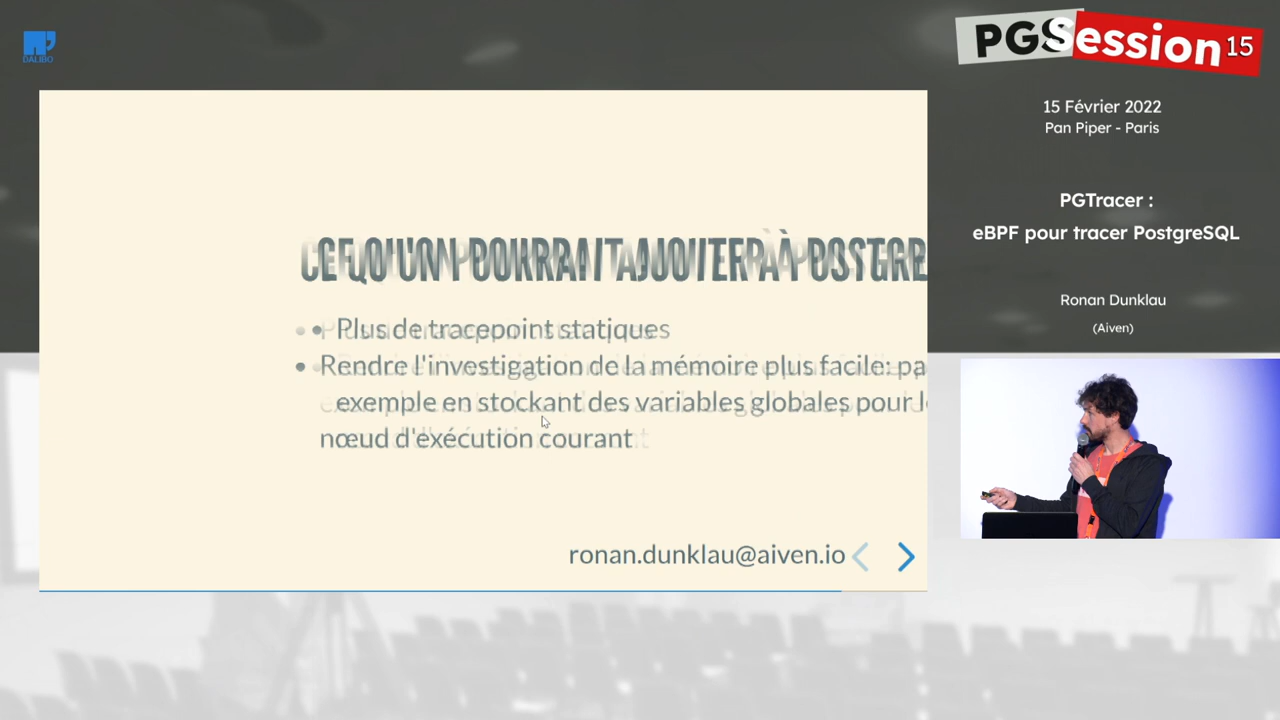 DALIBO
PGSession 15
15 Février 2022
Pan Piper - Paris
PGTracer :
eBPF pour tracer PostgreSQL
Ronan Dunklau
(Aiven)
CE QU'ON POURRAIT AJOUTER À POSTGRE
• Plus de tracepoint statiques
• Rendre l'investigation de la mémoire plus facile: pa
exemple en stockant des variables globales pour l
nœud d'exécution courant
ronan.dunklau@aiven.io